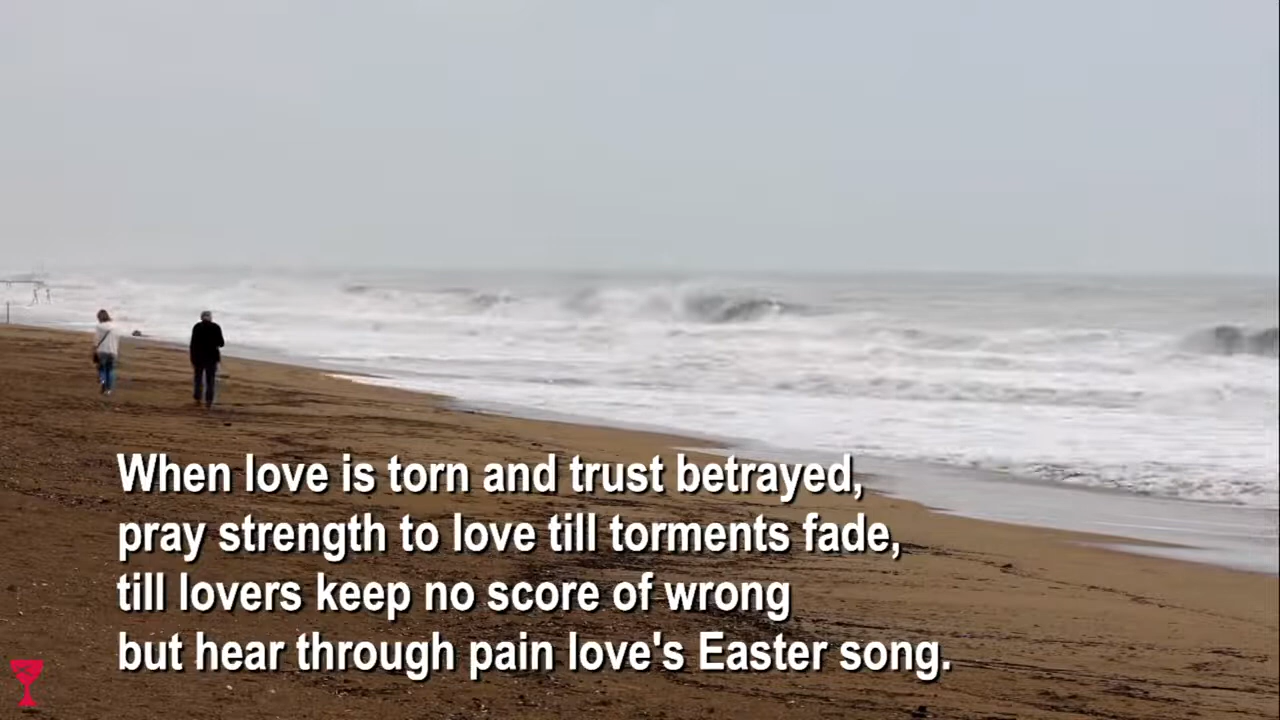 When love is torn and trust betrayed,
pray strength to love till torments fade,
till lovers keep no score of wrong
but hear through pain love's Easter song.